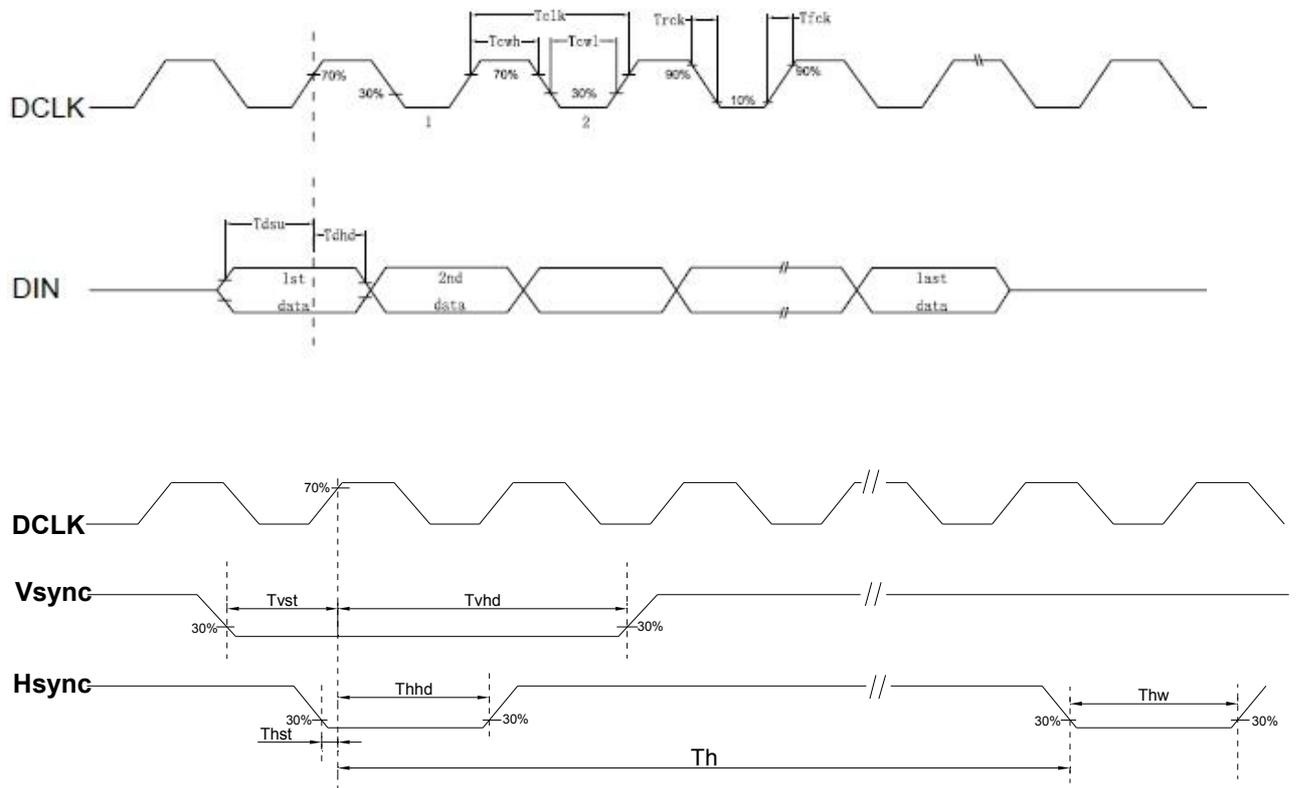 Tclk
Trck
Tfck
Tcwh
Tcwl
70%
70%
90%
90%
30%
30%
10%
DCLK
1
2
Tdsu
Tdhd
1st
2nd
last
DIN
data
dsta
data
70%
DCLK
Vsync
Tvst
Tvhd
30%
30%
Hsync
Thhd
Thw
30%
30%
30%
30%
Thst
Th